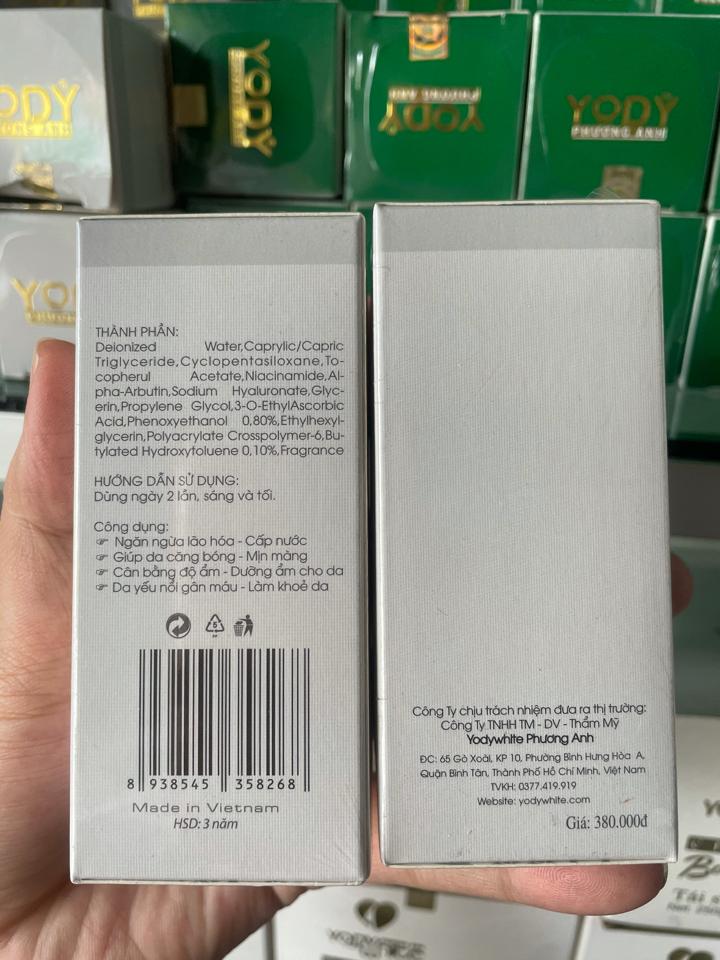 YODY
PHƯƠNG ANH
YODY
YODY
PHƯƠNG ANH
YODY
PHƯƠNG ANH
THÀNH PHẦN:
Deionized Water,Caprylic/Capric
Triglyceride,Cyclopentasiloxane,To-
copherul Acetate,Niacinamide,Al-
pha-Arbutin,Sodium Hyaluronate,Glyc-
erin,Propylene Glycol,3-O-EthylAscorbic
Acid,Phenoxyethanol 0,80%,Ethylhexyl-
glycerin,Polyacrylate Crosspolymer-6,Bu-
tylated Hydroxytoluene 0,10%,Fragrance
HƯỚNG DẪN SỬ DỤNG:
Dùng ngày 2 lần, sáng và tối.
Công dụng:
☞ Ngăn ngừa lão hóa - Cấp nước
☞ Giúp da căng bóng - Mịn màng
☞ Cân bằng độ ẩm - Dưỡng ẩm cho da
☞ Da yếu nổi gân máu - Làm khoẻ da
5
PP
8 938545 358268
Made in Vietnam
HSD: 3 năm
Công Ty chịu trách nhiệm đưa ra thị trường:
Công Ty TNHH TM - DV - Thẩm Mỹ
Yodywhite Phương Anh
ĐC: 65 Gò Xoài, KP 10, Phường Bình Hưng Hòa A,
Quận Bình Tân, Thành Phố Hồ Chí Minh, Việt Nam
TVKH: 0377.419.919
Website: yodywhite.com
Giá: 380.000đ